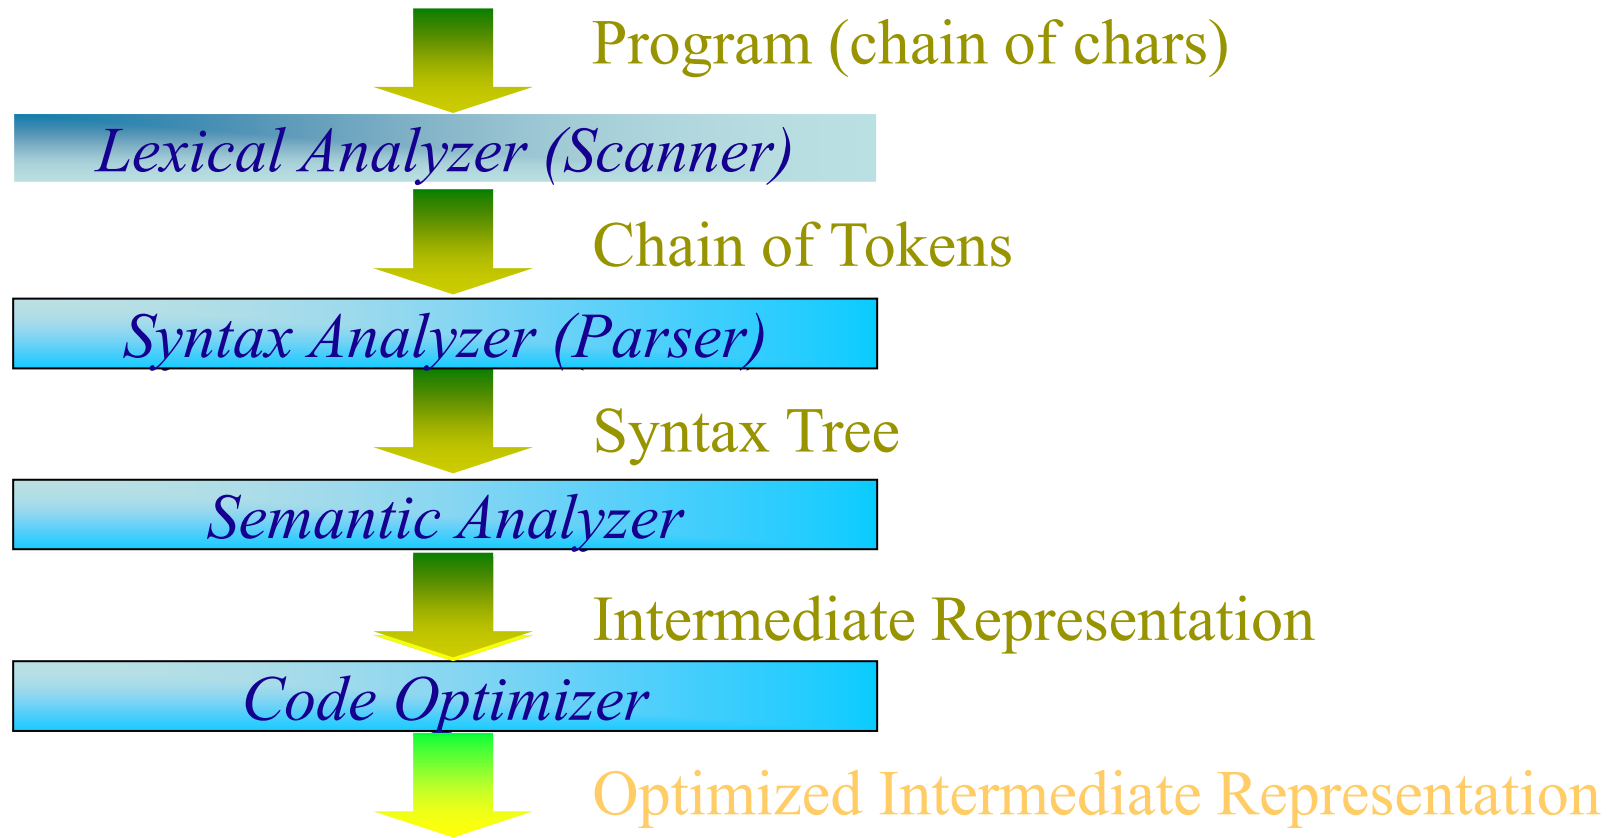 Program (chain of chars)
Lexical Analyzer (Scanner)
Chain of Tokens
Syntax Analyzer (Parser)
Syntax Tree
Semantic Analyzer
Intermediate Representation
Code Optimizer
Optimized Intermediate Representation